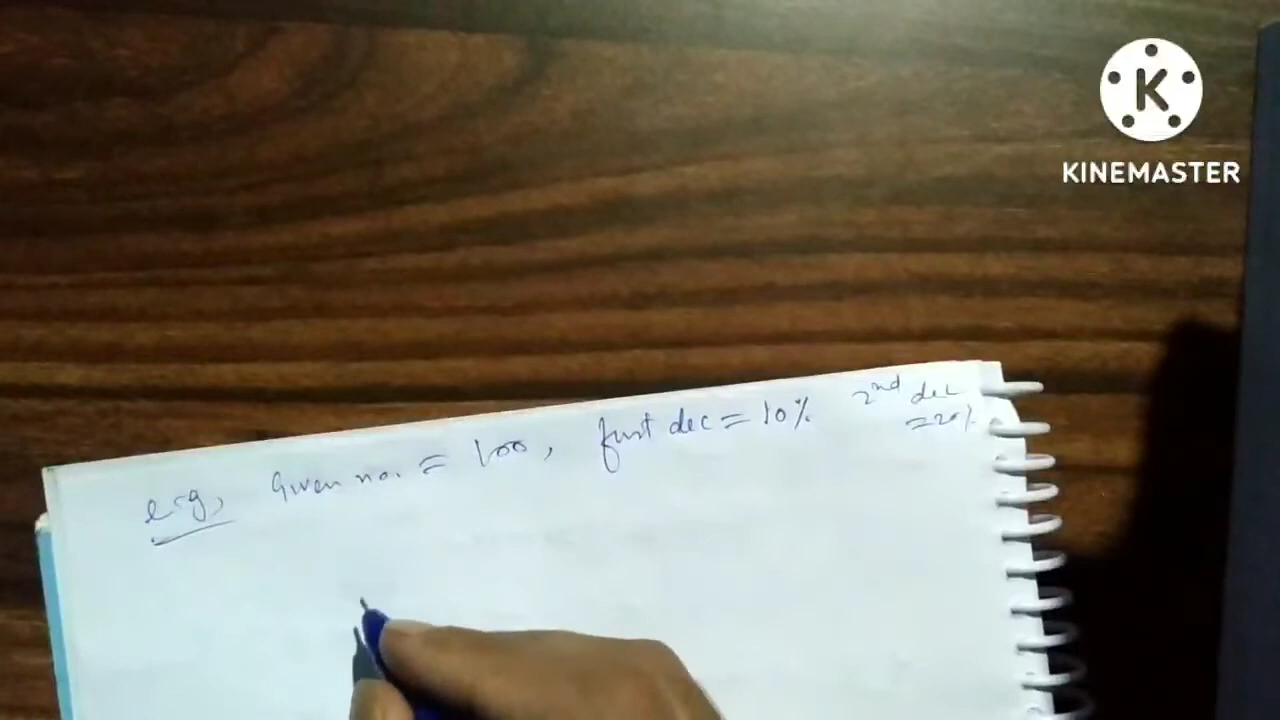 K
KINEMASTER
e.g, Given no. = 100, first dec = 10% 2nd dec
= 20%